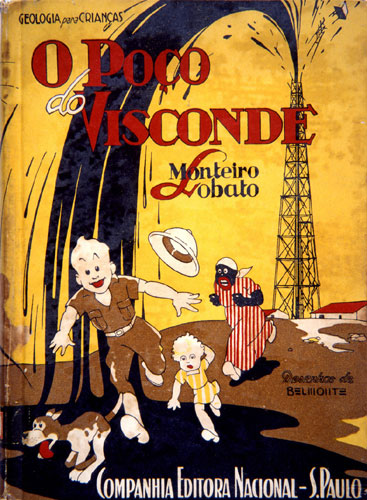 GEOLOGIA para CRIANÇAS
O POÇO
do VISCONDE
MONTEIRO
LOBATO
Desenhos de
BELMONTE
COMPANHIA EDITORA NACIONAL - S. PAULO